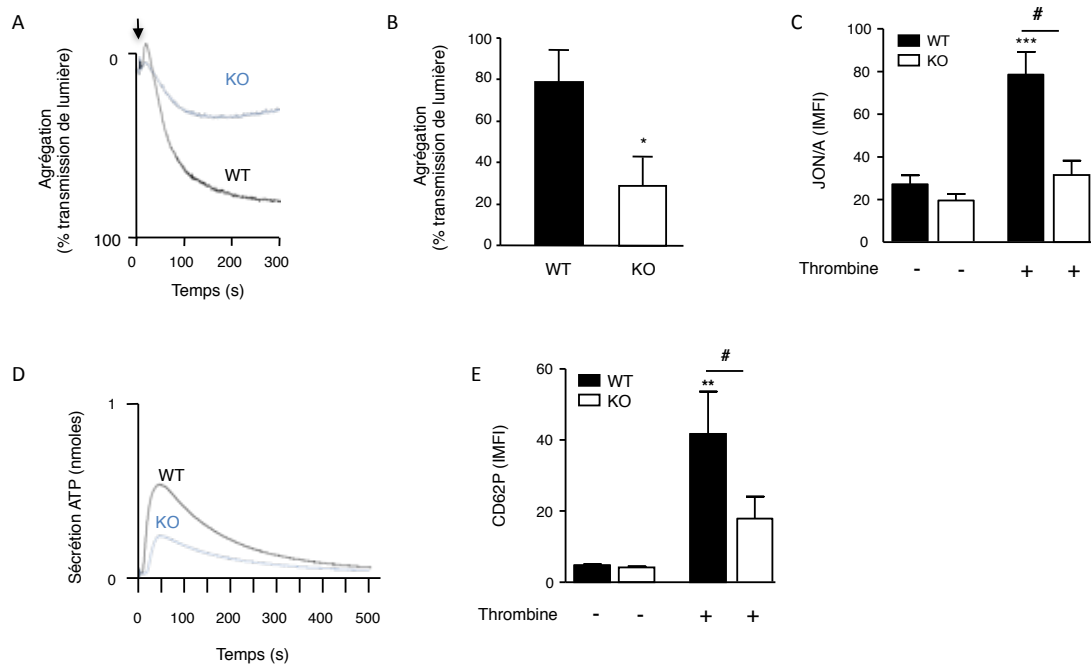 A
Agrégation
(% transmission de lumière)
0
100
KO
WT
0 100 200 300
Temps (s)
B
Agrégation
(% transmission de lumière)
100
80
60
40
20
0
*
WT KO
C
JON/A (IMFI)
100
80
60
40
20
0
WT
KO
#
***
Thrombine - - + +
D
Sécrétion ATP (nmoles)
1
0
WT
KO
0 100 200 300 400 500
Temps (s)
E
CD62P (IMFI)
60
40
20
0
WT
KO
#
**
Thrombine - - + +